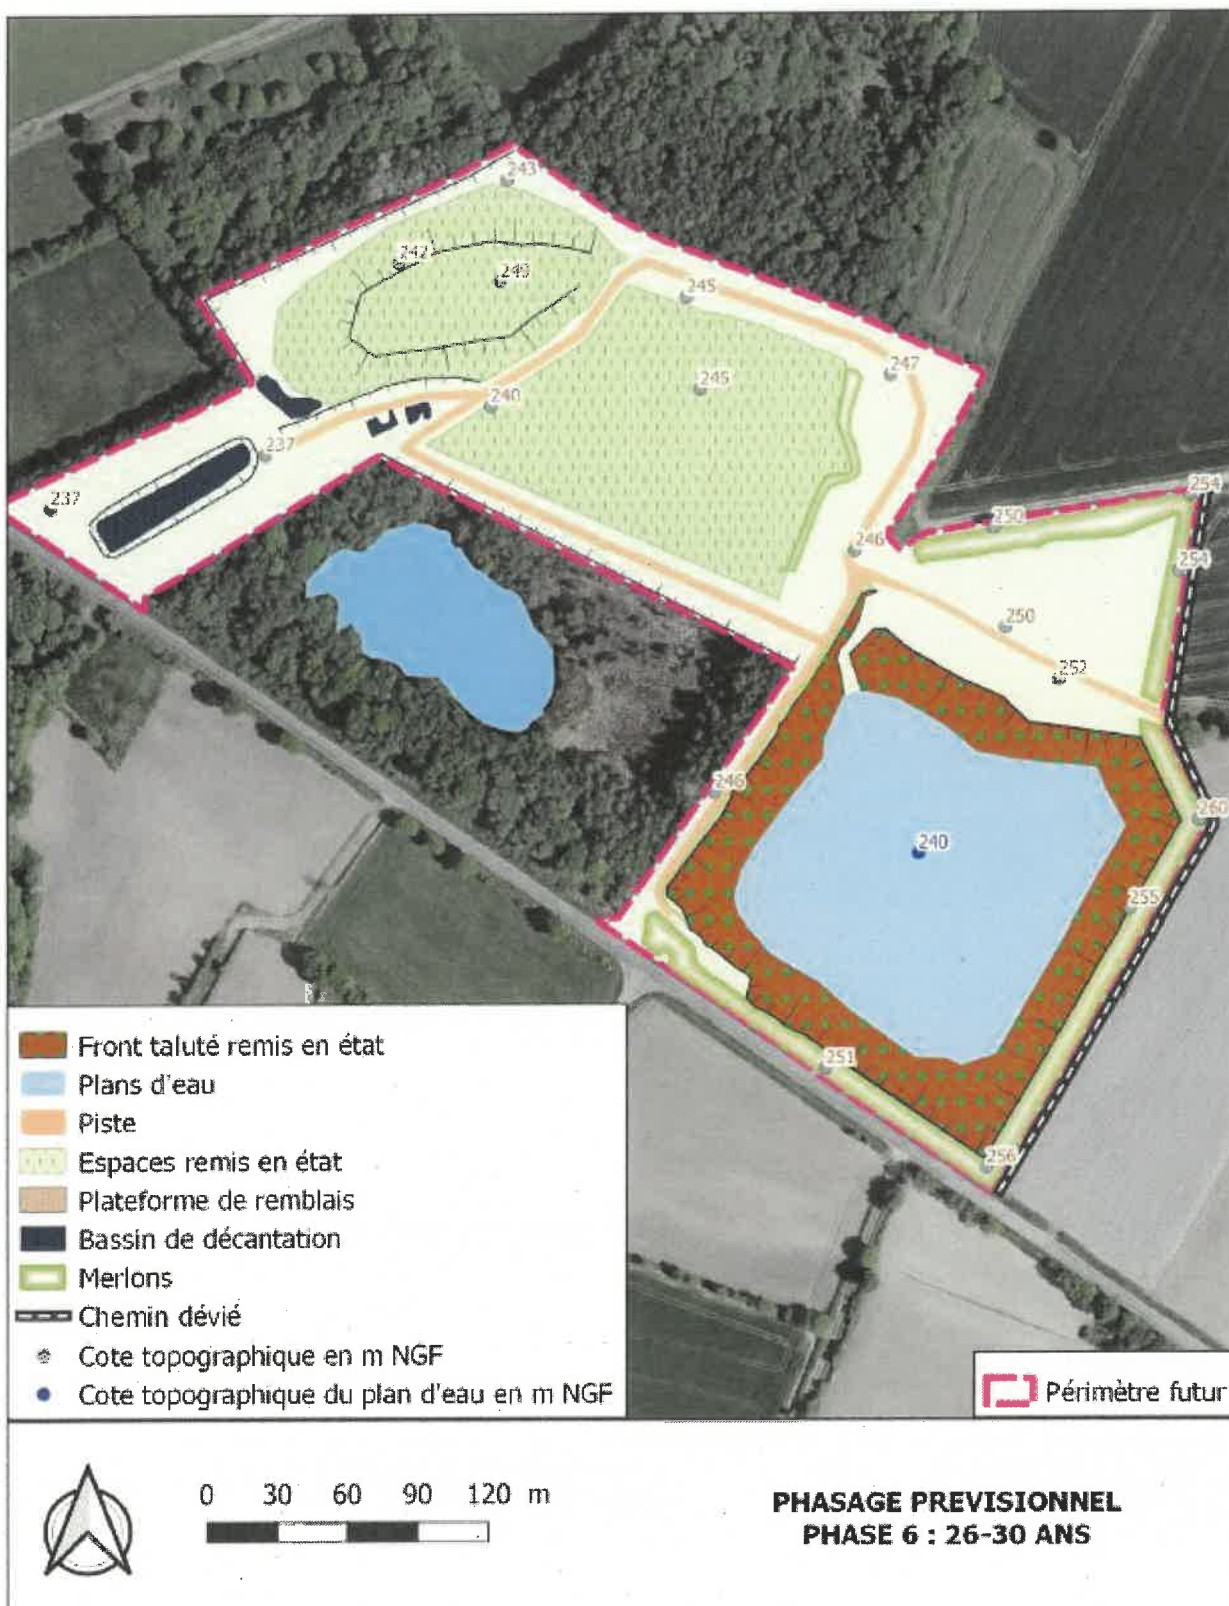 243
242
249
245
247
245
240
237
237
254
250
246
254
250
252
246
260
240
255
251
256
Front taluté remis en état
Plans d'eau
Piste
Espaces remis en état
Plateforme de remblais
Bassin de décantation
Merlons
Chemin dévié
Cote topographique en m NGF
Cote topographique du plan d'eau en m NGF
Périmètre futur
0 30 60 90 120 m
PHASAGE PREVISIONNEL
PHASE 6 : 26-30 ANS